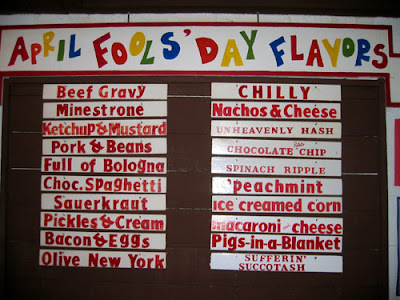 APRIL FOOLS' DAY FLAVORS
Beef Gravy
Minestrone
Ketchup & Mustard
Pork & Beans
Full of Bologna
Choc. Spaghetti
Sauerkraut
Pickles & Cream
Bacon & Eggs
Olive New York
CHILLY
Nachos & Cheese
UNHEAVENLY HASH
CHOCOLATE CHIP
SPINACH RIPPLE
Speachmint
ice creamed corn
macaroni and cheese
Pigs-in-a-Blanket
SUFFERIN'
SUCCOTASH